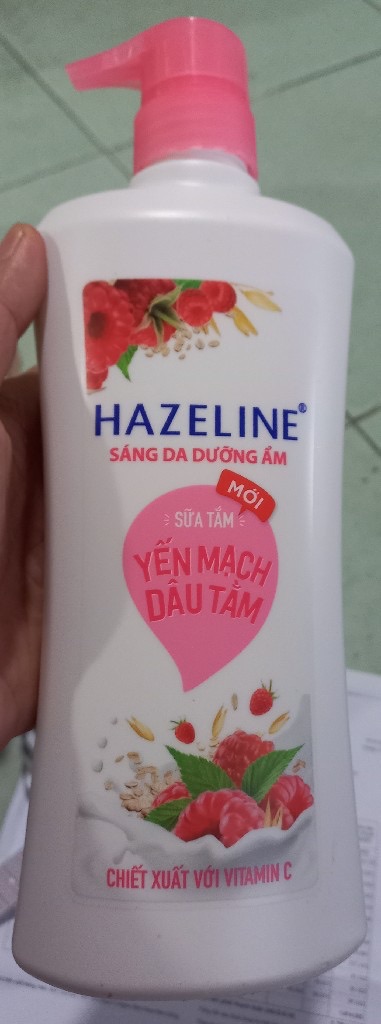 HAZELINE®
SÁNG DA DƯỠNG ẨM
MỚI
SỮA TẮM
YẾN MẠCH
DÂU TẰM
CHIẾT XUẤT VỚI VITAMIN C